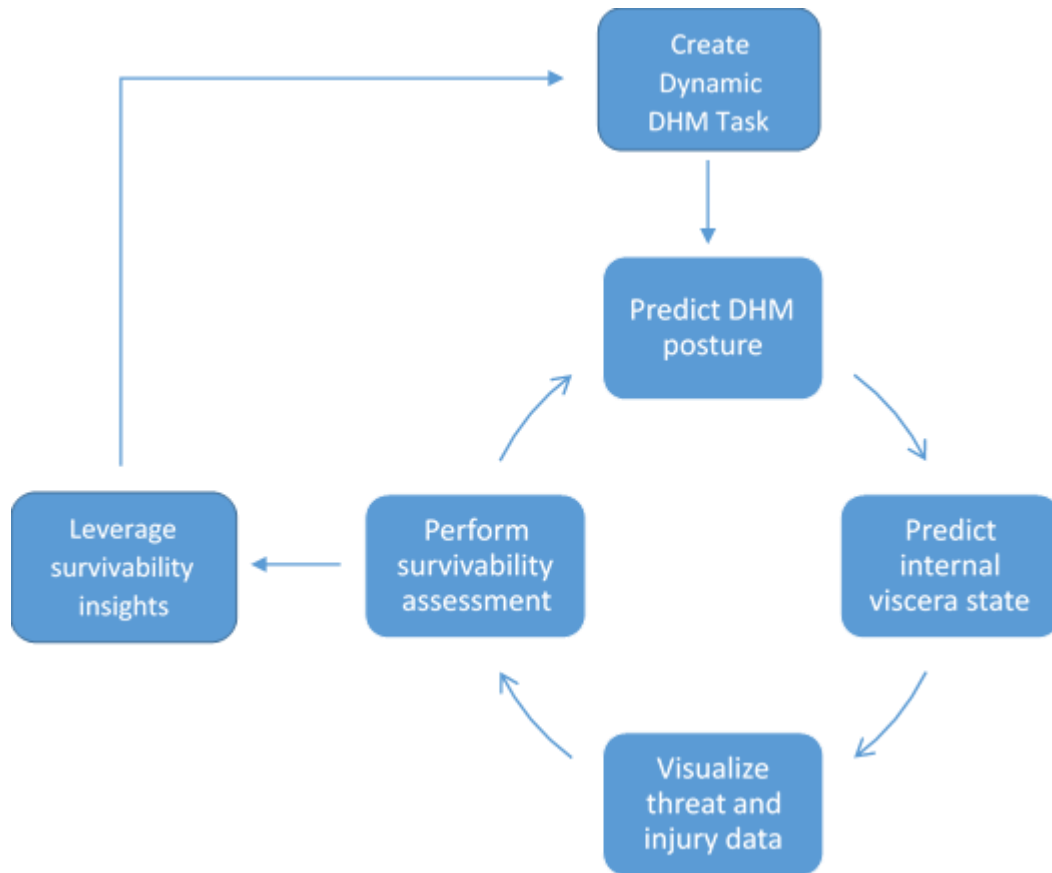 Create
Dynamic
DHM Task
Predict DHM
posture
Leverage
survivability
insights
Perform
survivability
assessment
Predict
internal
viscera state
Visualize
threat and
injury data